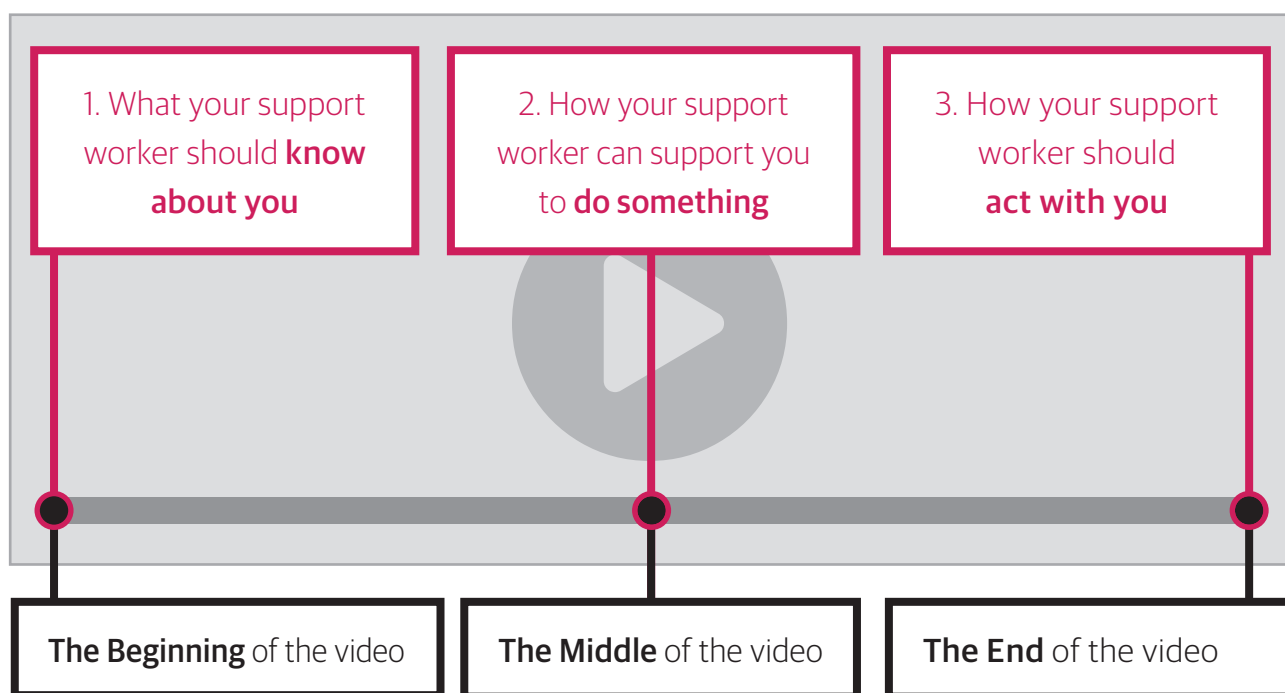 1. What your support
worker should know
about you
2. How your support
worker can support you
to do something
3. How your support
worker should
act with you
The Beginning of the video
The Middle of the video
The End of the video